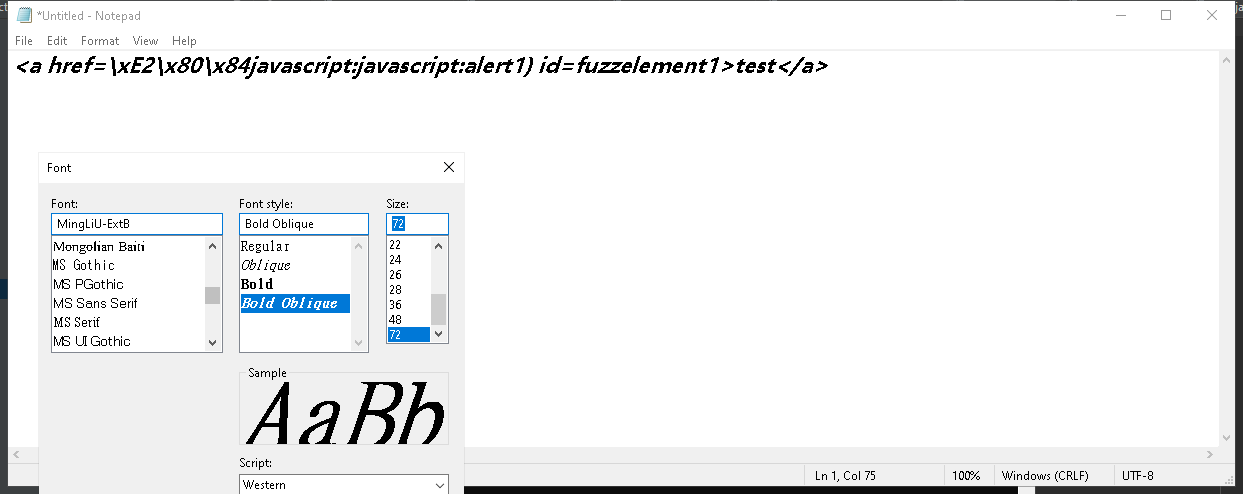 *Untitled - Notepad
File Edit Format View Help
<a href=\xE2\x80\x84javascript:javascript:alert1) id=fuzzelement1>test</a>
Font
Font: Font style: Size:
MingLiU-ExtB Bold Oblique 72
Mongolian Baiti Regular 22
MS Gothic Oblique 24
MS PGothic Bold 26
MS Sans Serif Bold Oblique 28
MS Serif 36
MS UI Gothic 48
72
Sample
AaBb
Script:
Western
Ln 1, Col 75 100% Windows (CRLF) UTF-8